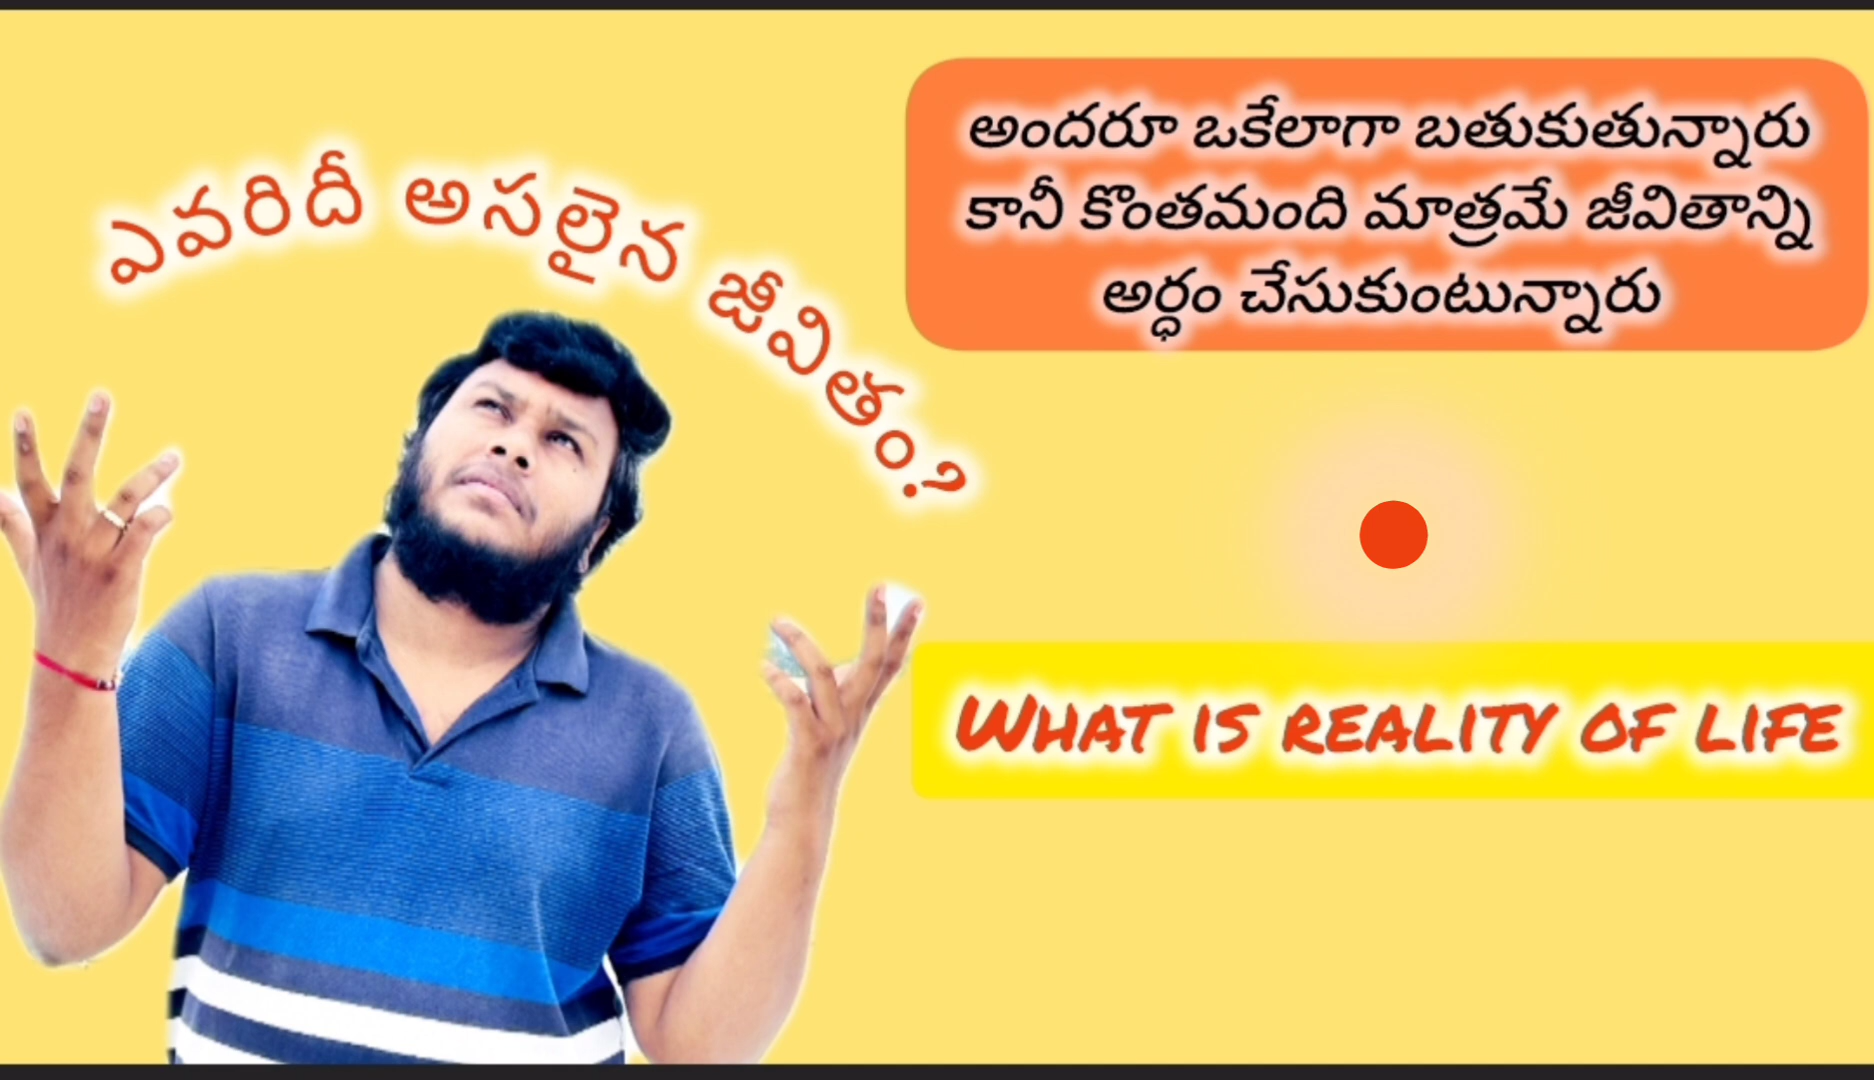 ఎవరిదీ అసలైన జీవితం?
అందరూ ఒకేలాగా బతుకుతున్నారు
కానీ కొంతమంది మాత్రమే జీవితాన్ని
అర్ధం చేసుకుంటున్నారు
WHAT IS REALITY OF LIFE